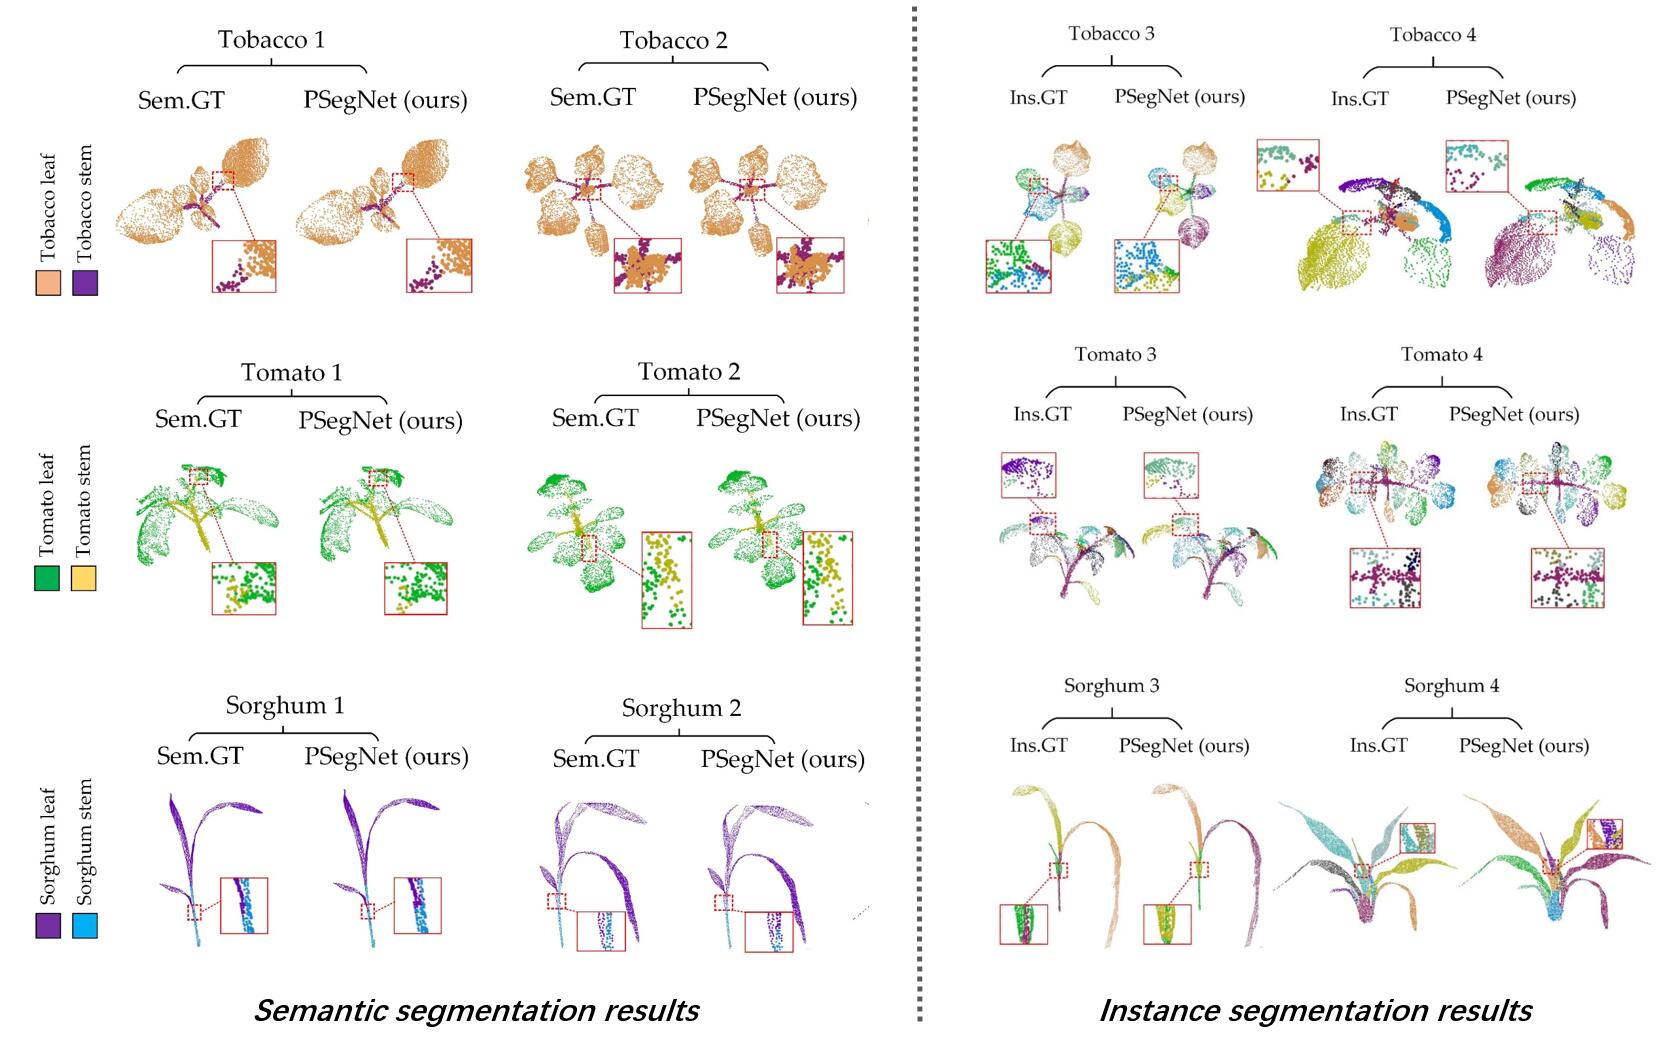 Tobacco 1
Sem.GT
PSegNet (ours)
Tobacco 2
Sem.GT
PSegNet (ours)
Tobacco leaf
Tobacco stem
Tomato 1
Sem.GT
PSegNet (ours)
Tomato 2
Sem.GT
PSegNet (ours)
Tomato leaf
Tomato stem
Sorghum 1
Sem.GT
PSegNet (ours)
Sorghum 2
Sem.GT
PSegNet (ours)
Sorghum leaf
Sorghum stem
Semantic segmentation results
Tobacco 3
Ins.GT
PSegNet (ours)
Tobacco 4
Ins.GT
PSegNet (ours)
Tomato 3
Ins.GT
PSegNet (ours)
Tomato 4
Ins.GT
PSegNet (ours)
Sorghum 3
Ins.GT
PSegNet (ours)
Sorghum 4
Ins.GT
PSegNet (ours)
Instance segmentation results